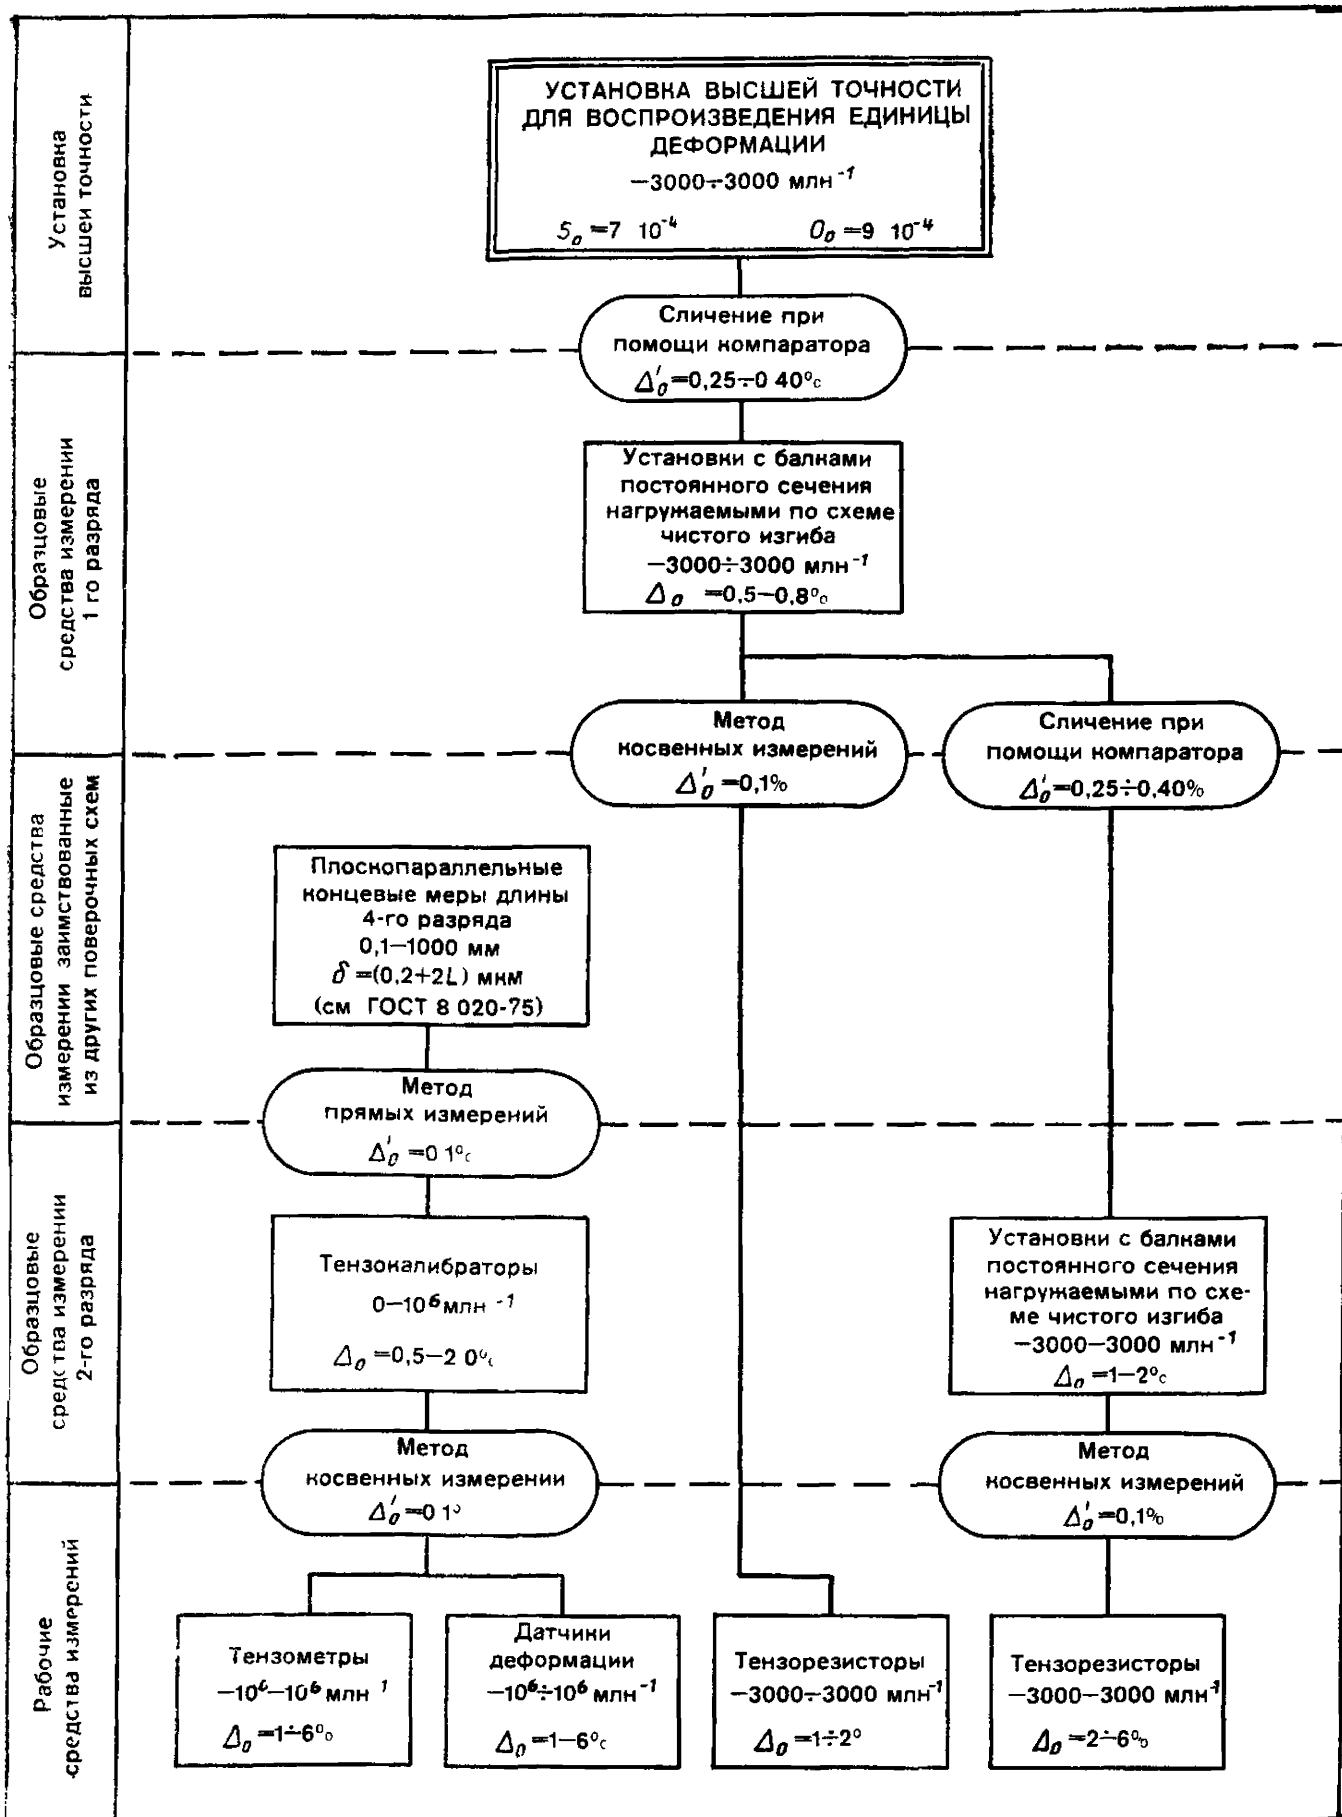 Установка
высшей точности
УСТАНОВКА ВЫСШЕЙ ТОЧНОСТИ
ДЛЯ ВОСПРОИЗВЕДЕНИЯ ЕДИНИЦЫ
ДЕФОРМАЦИИ
−3000÷3000 млн⁻¹
S₀=7 10⁻⁴ Θ₀=9 10⁻⁴
Сличение при
помощи компаратора
Δ'₀=0,25÷0 40%
Образцовые
средства измерении
1 го разряда
Установки с балками
постоянного сечения
нагружаемыми по схеме
чистого изгиба
−3000÷3000 млн⁻¹
Δ₀ =0,5−0,8%
Метод
косвенных измерений
Δ'₀=0,1%
Сличение при
помощи компаратора
Δ'₀=0,25÷0,40%
Образцовые средства
измерении заимствованные
из других поверочных схем
Плоскопараллельные
концевые меры длины
4-го разряда
0,1−1000 мм
δ=(0,2+2L) мкм
(см ГОСТ 8 020-75)
Метод
прямых измерений
Δ'₀=0 1%
Образцовые
средства измерении
2-го разряда
Тензокалибраторы
0−10⁶ млн⁻¹
Δ₀=0,5−2 0%
Установки с балками
постоянного сечения
нагружаемыми по схе-
ме чистого изгиба
−3000−3000 млн⁻¹
Δ₀=1−2%
Метод
косвенных измерении
Δ'₀=0 1%
Метод
косвенных измерений
Δ'₀=0,1%
Рабочие
средства измерений
Тензометры
−10⁶−10⁶ млн⁻¹
Δ₀=1÷6%
Датчики
деформации
−10⁶÷10⁶ млн⁻¹
Δ₀=1−6%
Тензорезисторы
−3000÷3000 млн⁻¹
Δ₀=1÷2%
Тензорезисторы
−3000−3000 млн⁻¹
Δ₀=2÷6%